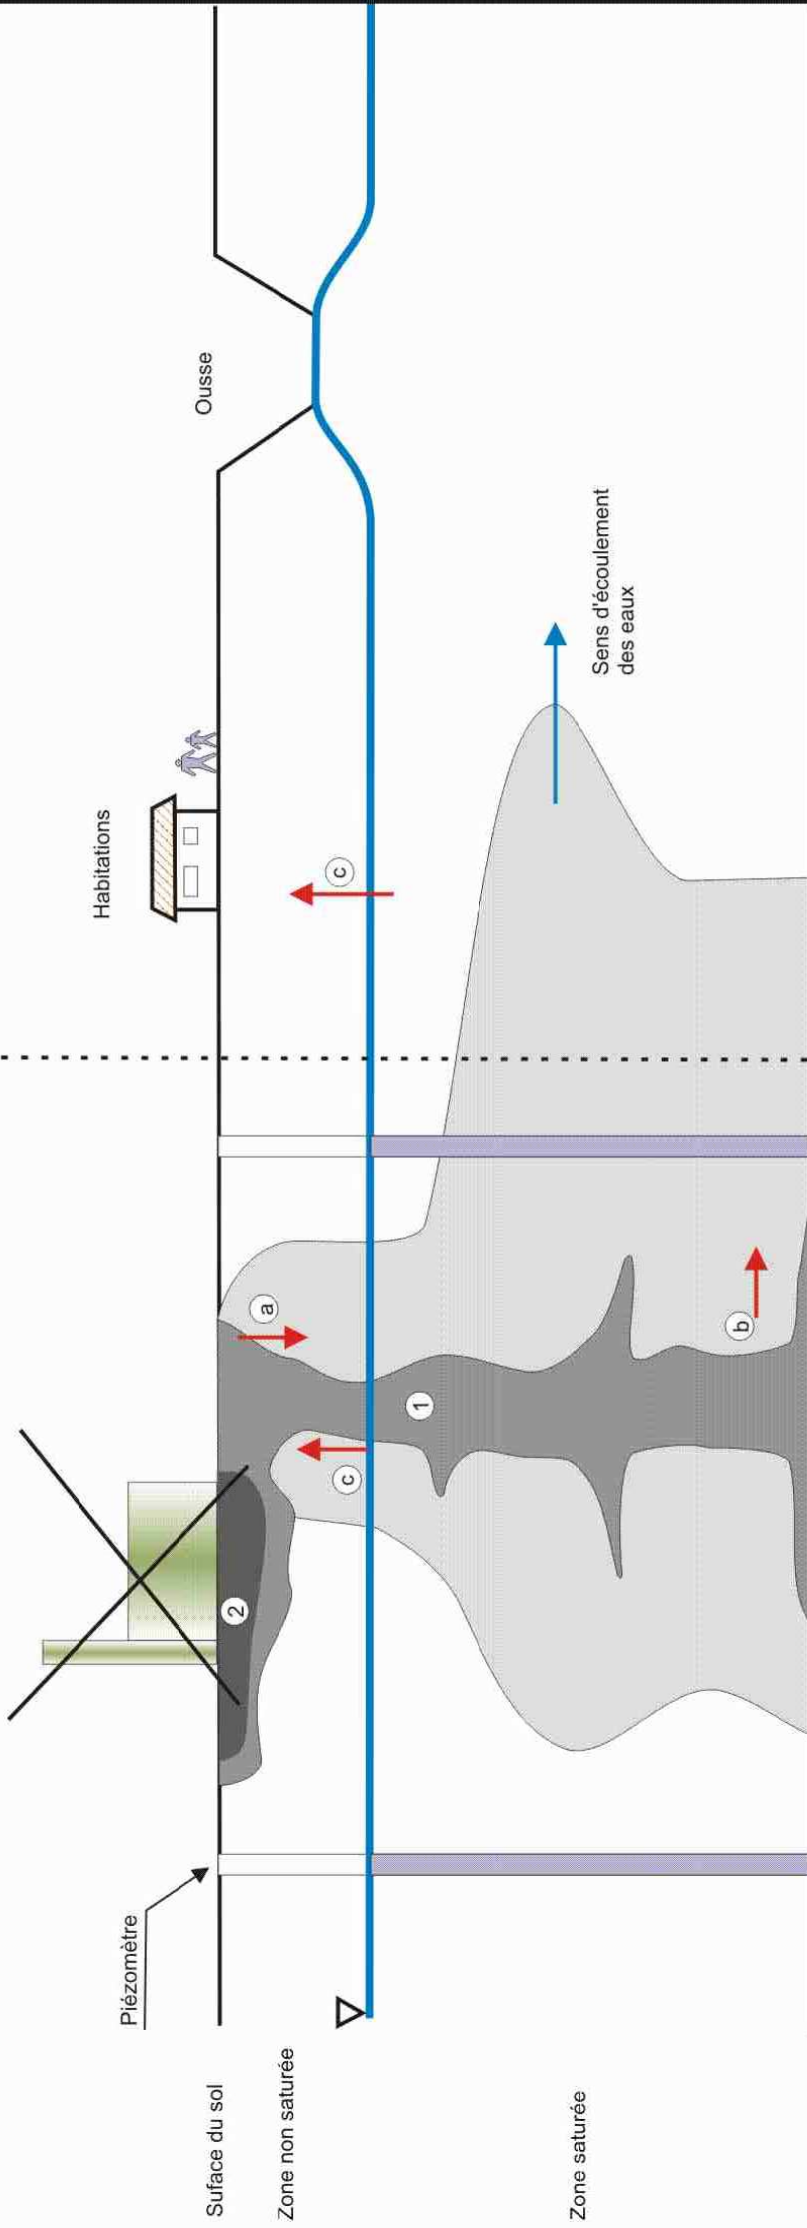 Piézomètre
Habitations
Ousse
Suface du sol
Zone non saturée
Zone saturée
Sens d'écoulement
des eaux
2
c
1
a
b
c